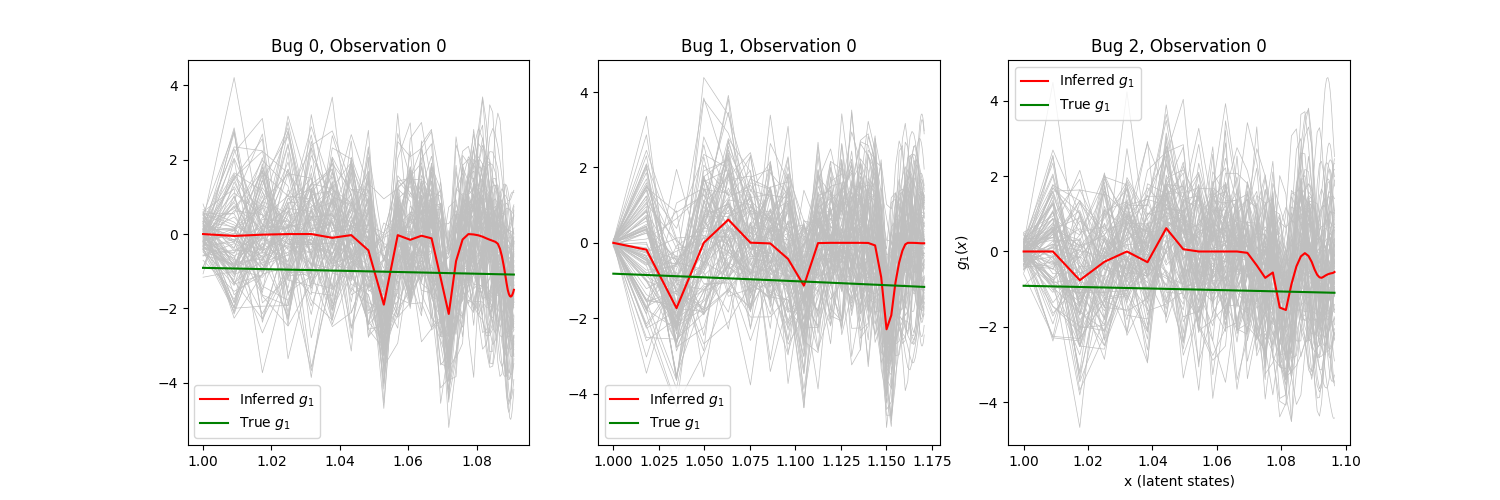 Bug 0, Observation 0
4
2
0
−2
−4
Inferred g₁
True g₁
1.00 1.02 1.04 1.06 1.08
Bug 1, Observation 0
4
2
0
−2
−4
Inferred g₁
True g₁
1.000 1.025 1.050 1.075 1.100 1.125 1.150 1.175
Bug 2, Observation 0
Inferred g₁
True g₁
4
2
0
−2
−4
g₁(x)
1.00 1.02 1.04 1.06 1.08 1.10
x (latent states)